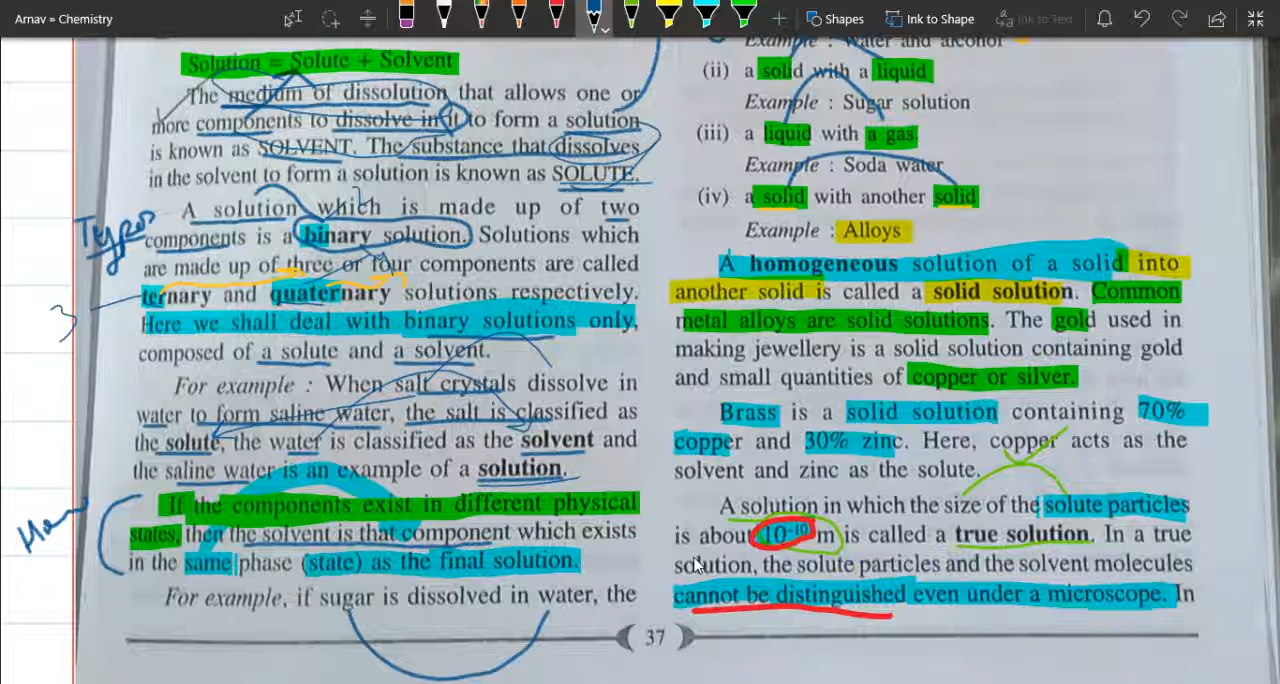 Arnav » Chemistry
Shapes
Ink to Shape
Ink to Text
Solution = Solute + Solvent
The medium of dissolution that allows one or
more components to dissolve in it to form a solution
is known as SOLVENT. The substance that dissolves
in the solvent to form a solution is known as SOLUTE.
A solution which is made up of two
components is a binary solution. Solutions which
are made up of three or four components are called
ternary and quaternary solutions respectively.
Here we shall deal with binary solutions only,
composed of a solute and a solvent.
For example : When salt crystals dissolve in
water to form saline water, the salt is classified as
the solute, the water is classified as the solvent and
the saline water is an example of a solution.
If the components exist in different physical
states, then the solvent is that component which exists
in the same phase (state) as the final solution.
For example, if sugar is dissolved in water, the
Types
3
2
Example : Water and alcohol
(ii) a solid with a liquid
Example : Sugar solution
(iii) a liquid with a gas.
Example : Soda water
(iv) a solid with another solid
Example : Alloys
A homogeneous solution of a solid into
another solid is called a solid solution. Common
metal alloys are solid solutions. The gold used in
making jewellery is a solid solution containing gold
and small quantities of copper or silver.
Brass is a solid solution containing 70%
copper and 30% zinc. Here, copper acts as the
solvent and zinc as the solute.
A solution in which the size of the solute particles
is about 10⁻¹⁰ m is called a true solution. In a true
solution, the solute particles and the solvent molecules
cannot be distinguished even under a microscope. In
37